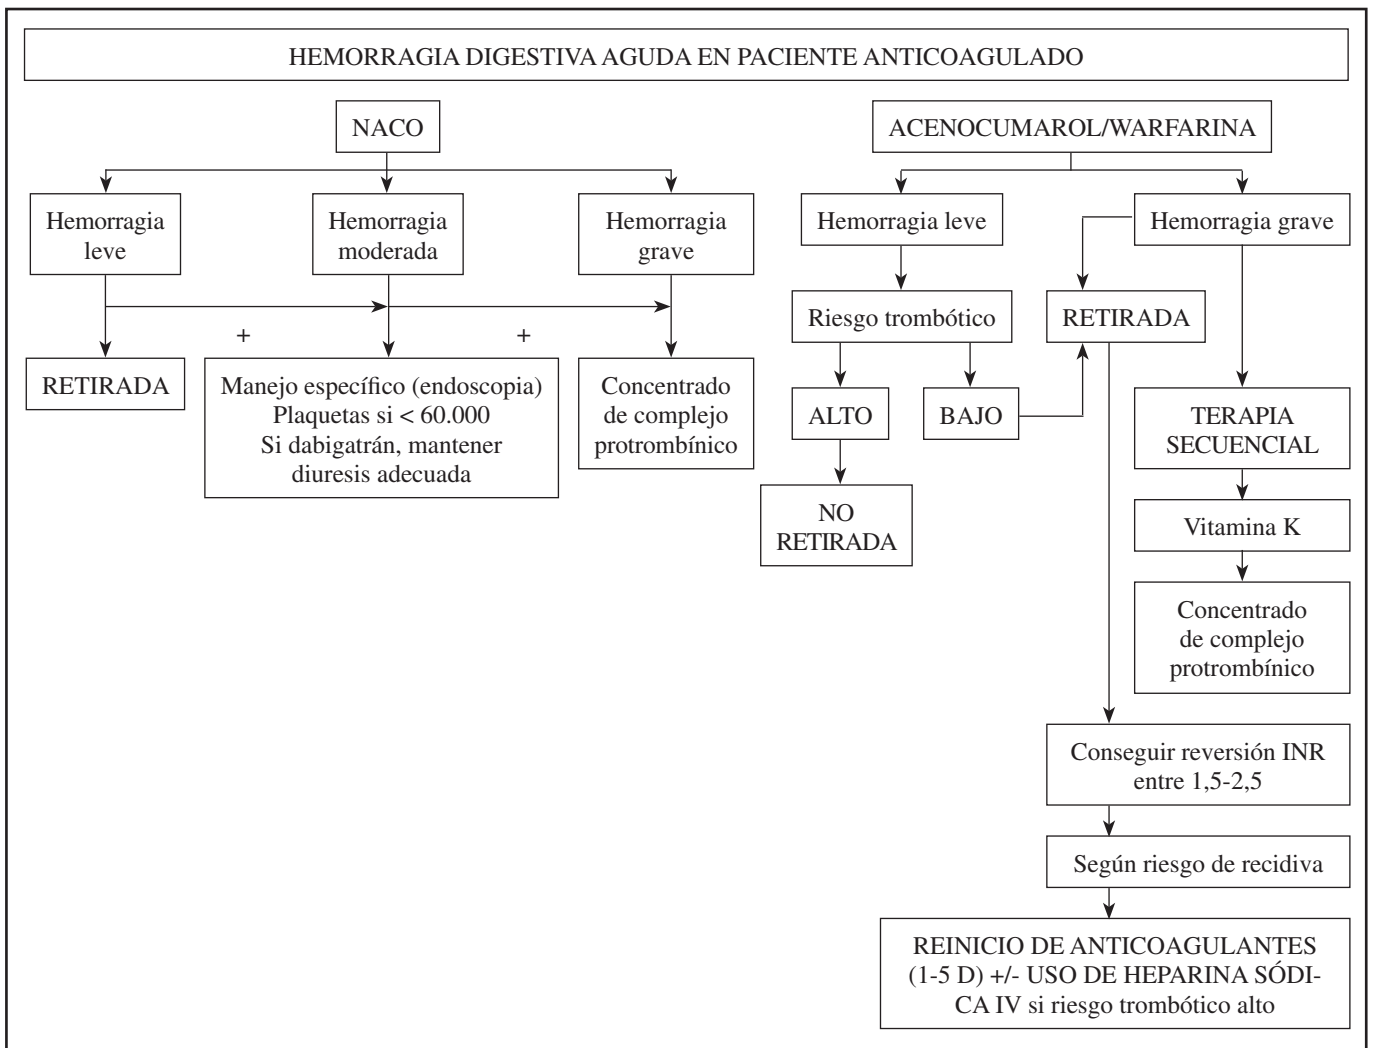 HEMORRAGIA DIGESTIVA AGUDA EN PACIENTE ANTICOAGULADO
NACO
Hemorragia
leve
Hemorragia
moderada
Hemorragia
grave
+
+
RETIRADA
Manejo específico (endoscopia)
Plaquetas si < 60.000
Si dabigatrán, mantener
diuresis adecuada
Concentrado
de complejo
protrombínico
ACENOCUMAROL/WARFARINA
Hemorragia leve
Hemorragia grave
Riesgo trombótico
RETIRADA
ALTO
BAJO
NO
RETIRADA
TERAPIA
SECUENCIAL
Vitamina K
Concentrado
de complejo
protrombínico
Conseguir reversión INR
entre 1,5-2,5
Según riesgo de recidiva
REINICIO DE ANTICOAGULANTES
(1-5 D) +/- USO DE HEPARINA SÓDI-
CA IV si riesgo trombótico alto